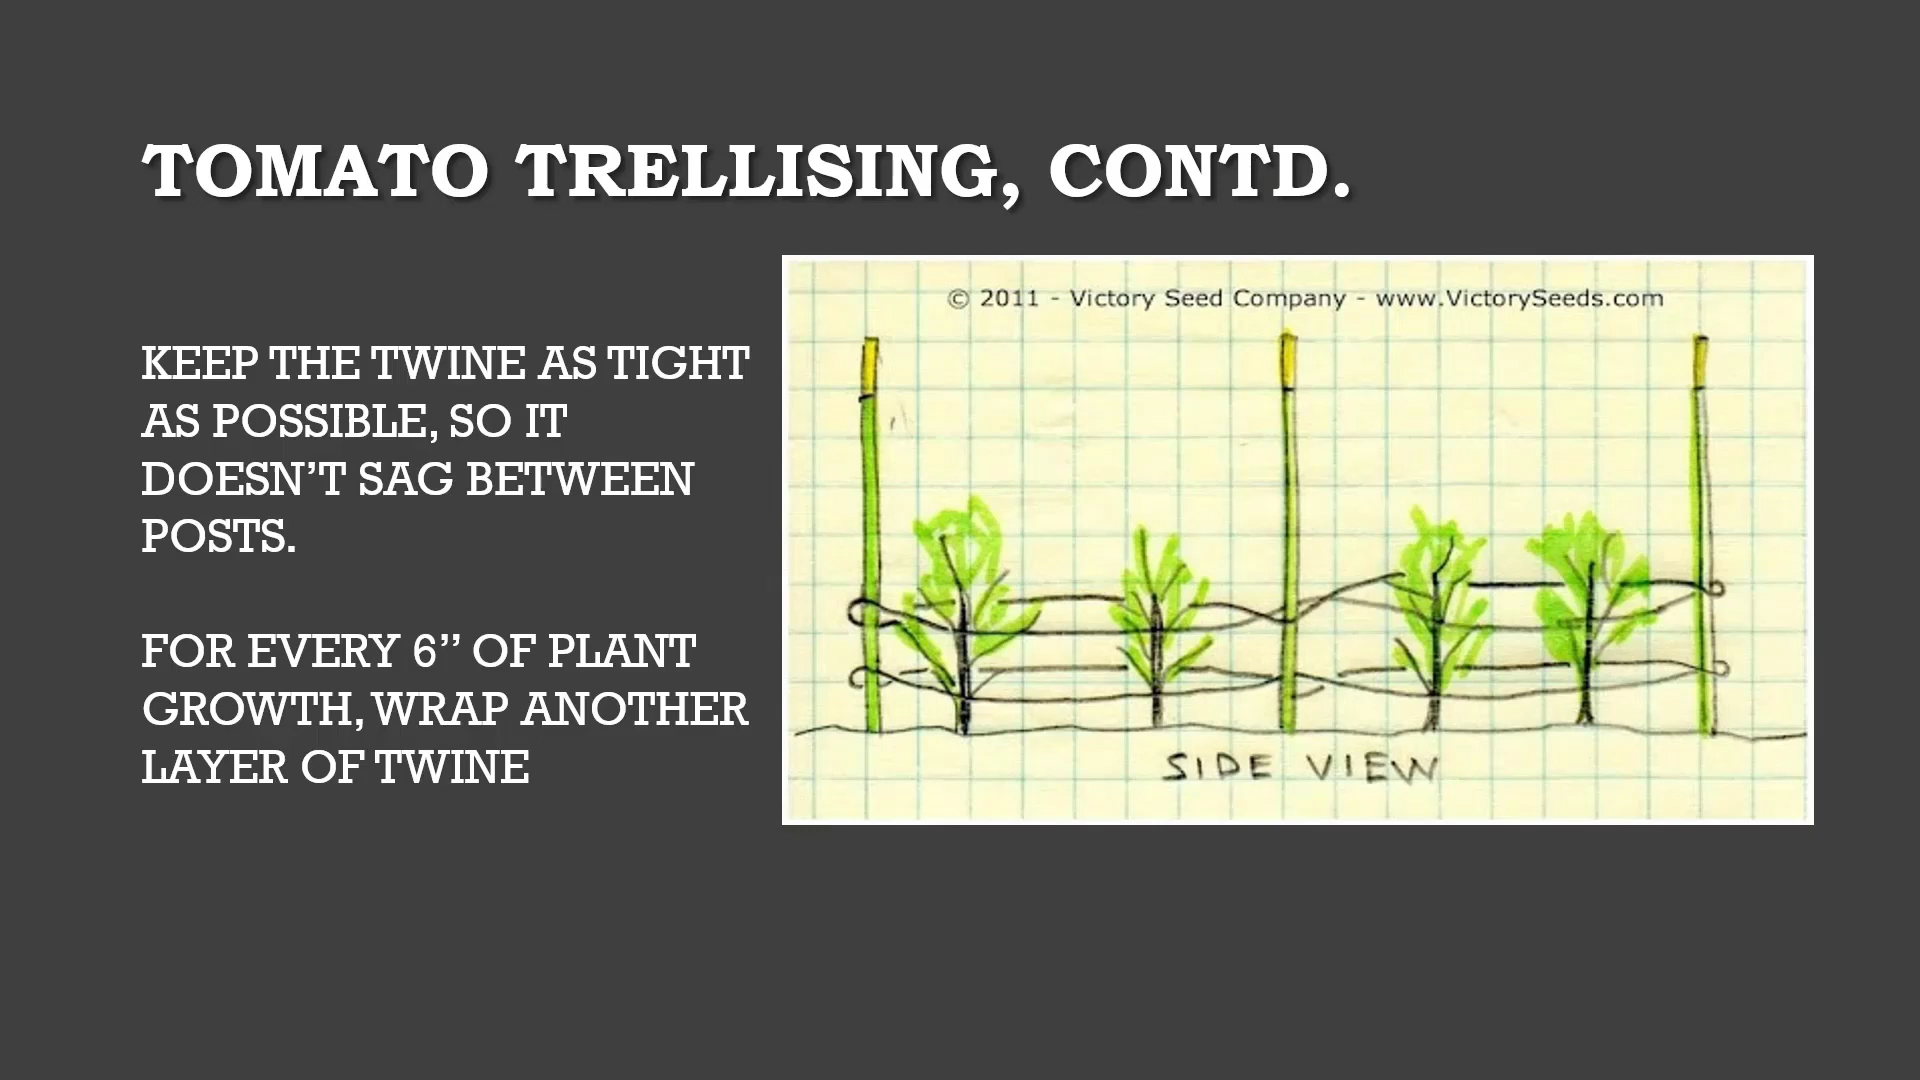 TOMATO TRELLISING, CONTD.
KEEP THE TWINE AS TIGHT
AS POSSIBLE, SO IT
DOESN’T SAG BETWEEN
POSTS.
FOR EVERY 6’’ OF PLANT
GROWTH, WRAP ANOTHER
LAYER OF TWINE
© 2011 - Victory Seed Company - www.VictorySeeds.com
SIDE VIEW